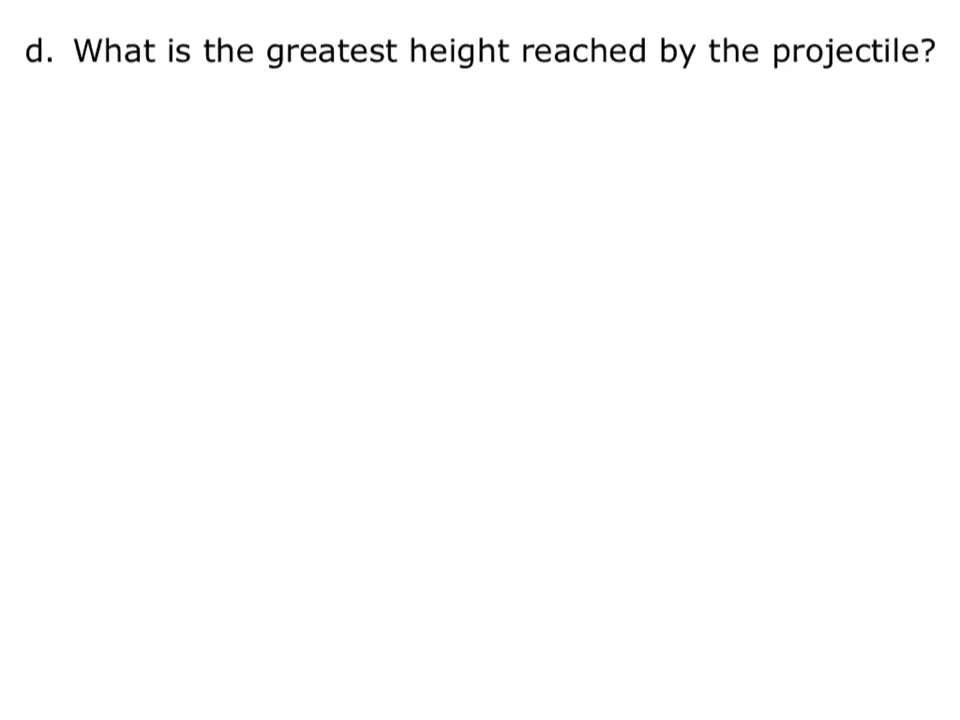 d. What is the greatest height reached by the projectile?